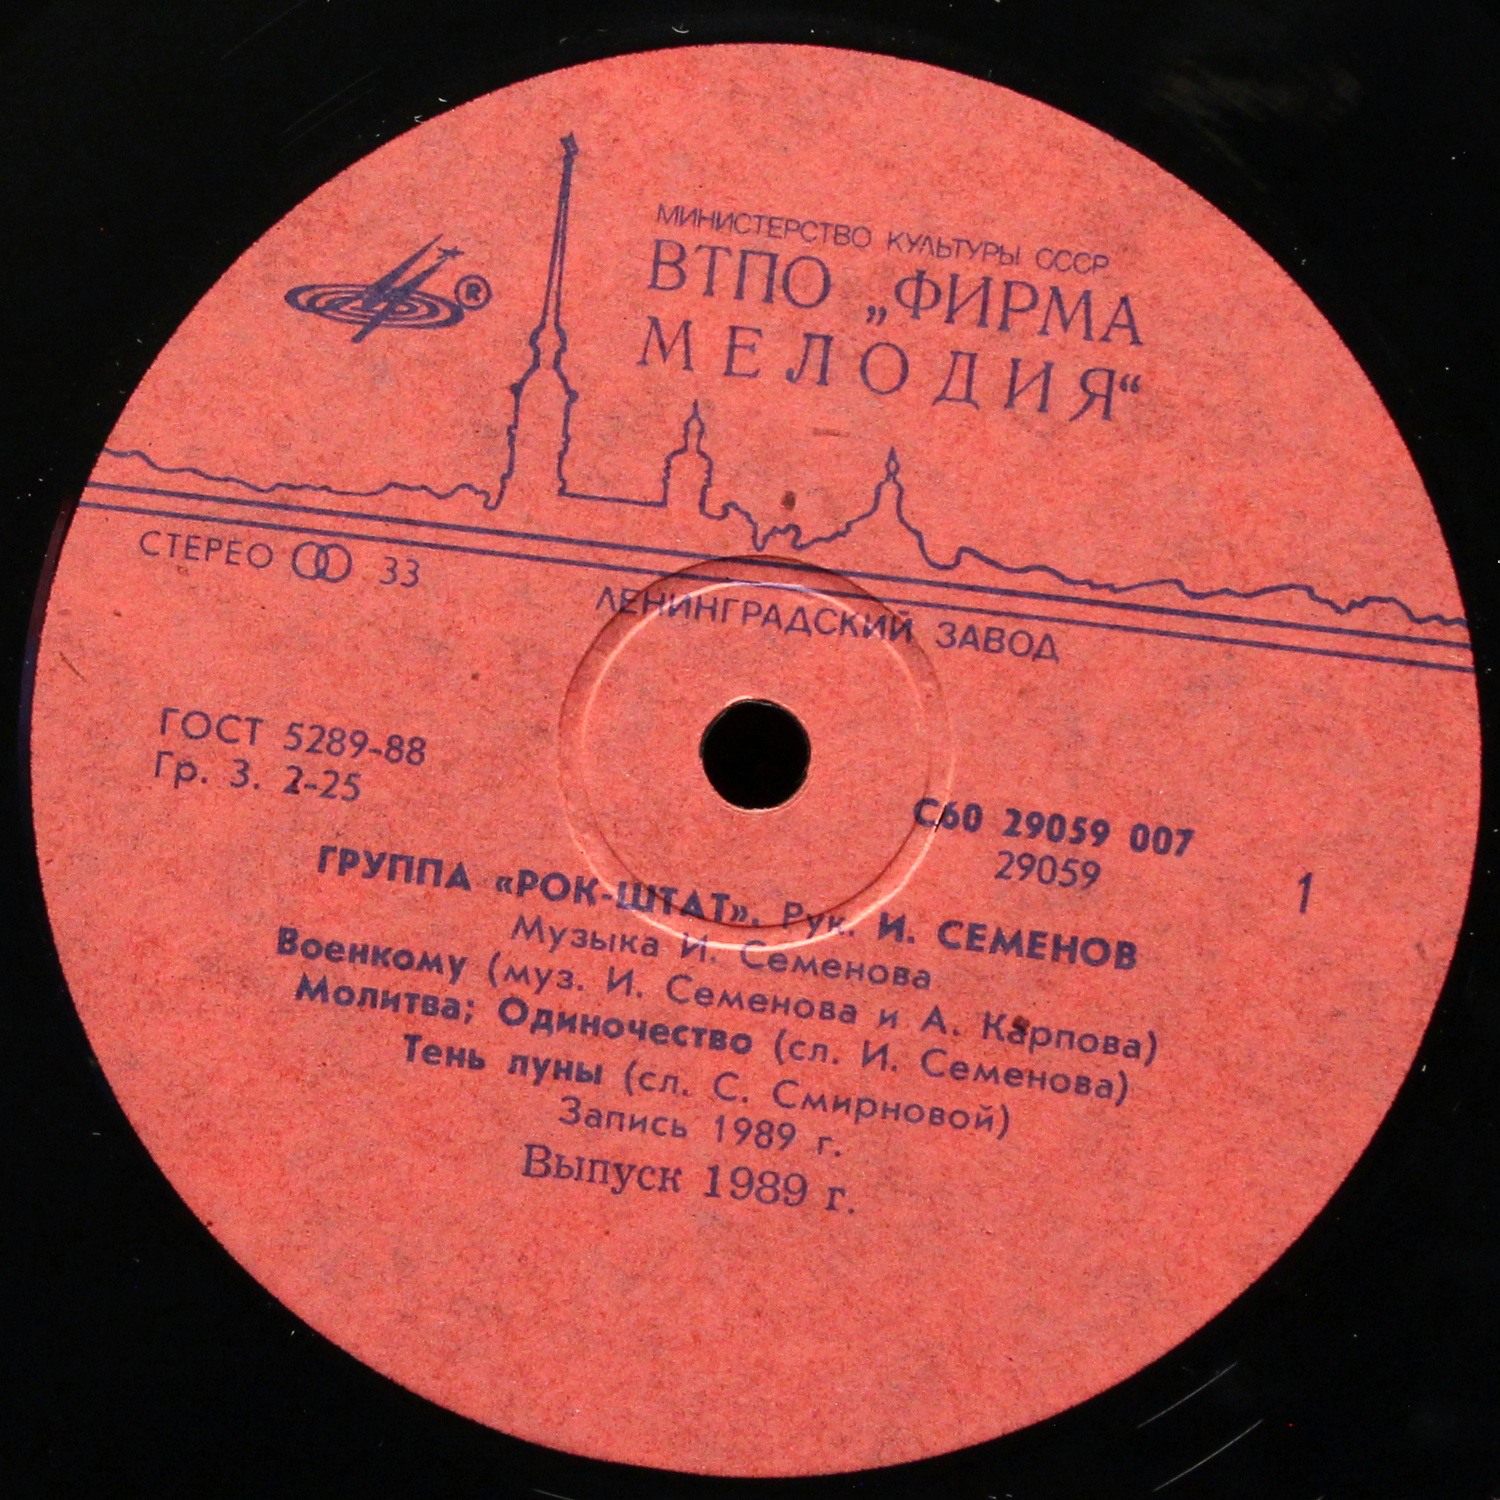 МИНИСТЕРСТВО КУЛЬТУРЫ СССР
ВТПО „ФИРМА
МЕЛОДИЯ“
®
СТЕРЕО 33
ЛЕНИНГРАДСКИЙ ЗАВОД
ГОСТ 5289-88
Гр. 3. 2-25
С60 29059 007
29059
1
ГРУППА «РОК-ШТАТ». Рук. И. СЕМЕНОВ
Музыка И. Семенова
Военкому (муз. И. Семенова и А. Карпова)
Молитва; Одиночество (сл. И. Семенова)
Тень луны (сл. С. Смирновой)
Запись 1989 г.
Выпуск 1989 г.